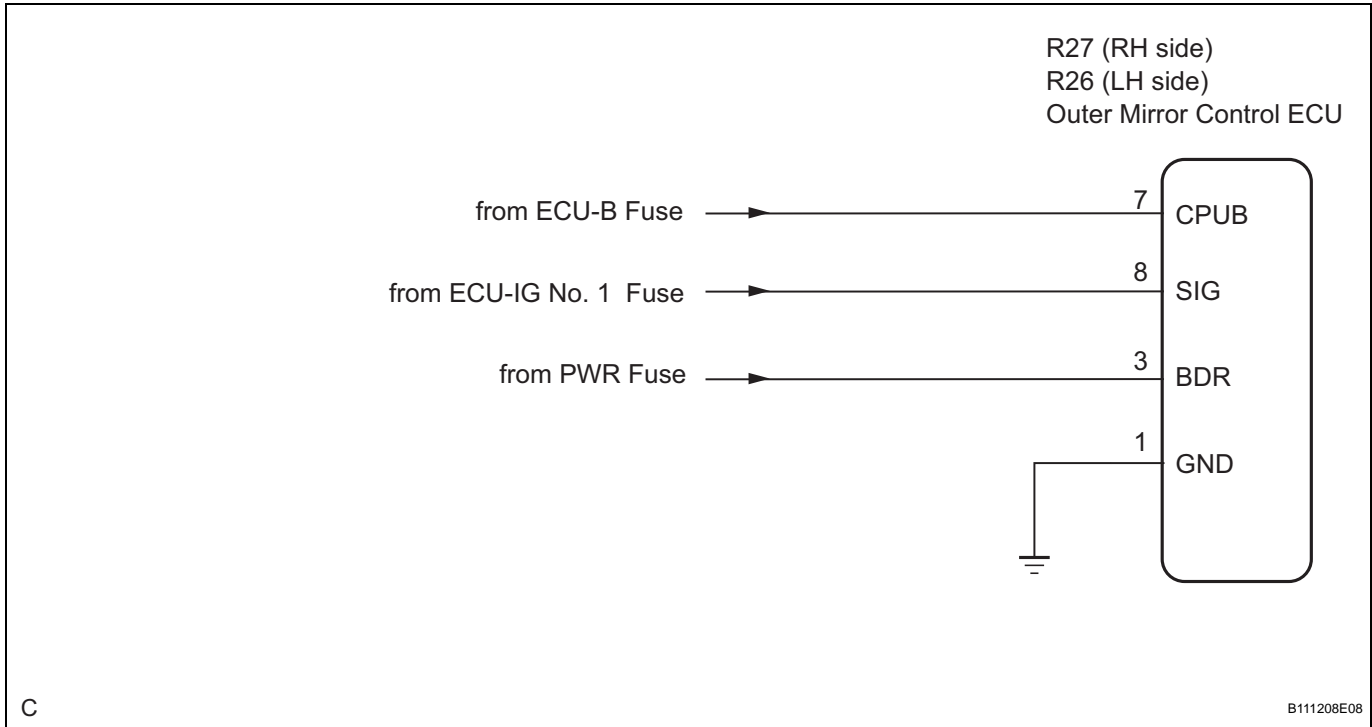 R27 (RH side)
R26 (LH side)
Outer Mirror Control ECU
from ECU-B Fuse
7
CPUB
from ECU-IG No. 1 Fuse
8
SIG
from PWR Fuse
3
BDR
1
GND
C
B111208E08